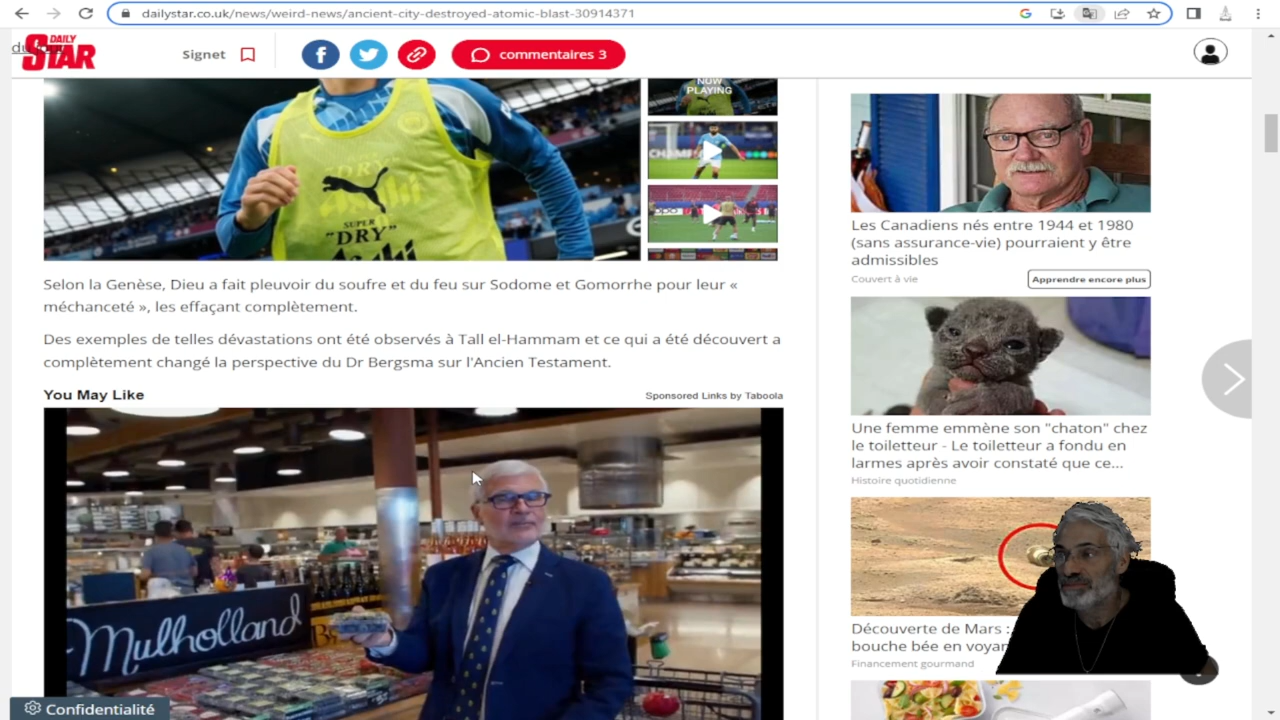 dailystar.co.uk/news/weird-news/ancient-city-destroyed-atomic-blast-30914371
du jour
DAILY
STAR
Signet
commentaires 3
NOW
PLAYING
SUPER
"DRY"
Selon la Genèse, Dieu a fait pleuvoir du soufre et du feu sur Sodome et Gomorrhe pour leur «
méchanceté », les effaçant complètement.
Des exemples de telles dévastations ont été observés à Tall el-Hammam et ce qui a été découvert a
complètement changé la perspective du Dr Bergsma sur l'Ancien Testament.
You May Like
Sponsored Links by Taboola
Mulholland
Les Canadiens nés entre 1944 et 1980
(sans assurance-vie) pourraient y être
admissibles
Couvert à vie
Apprendre encore plus
Une femme emmène son "chaton" chez
le toiletteur - Le toiletteur a fondu en
larmes après avoir constaté que ce...
Histoire quotidienne
Découverte de Mars :
bouche bée en
Financement gourmand
Confidentialité